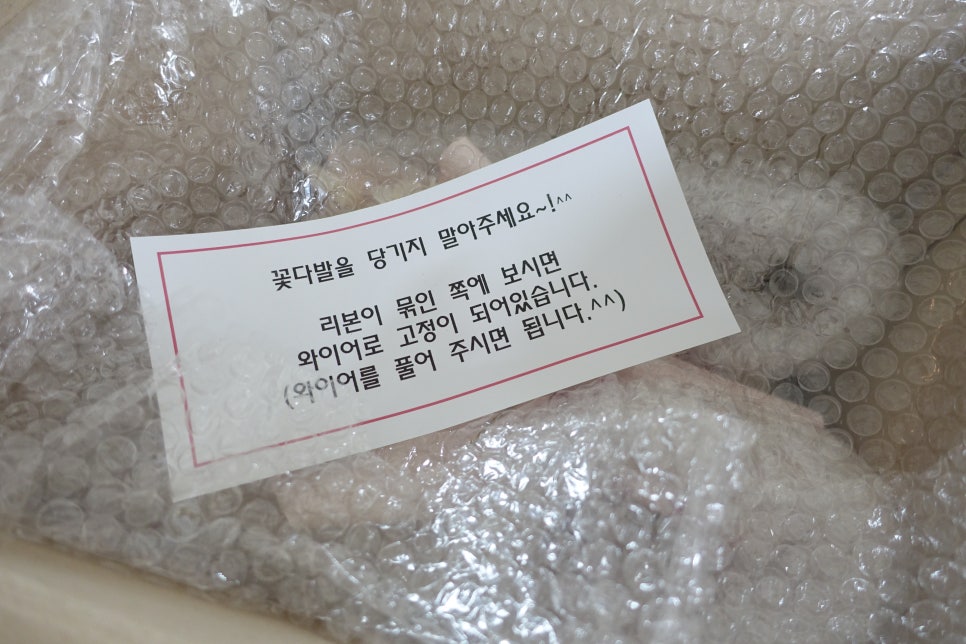 꽃다발을 당기지 말아주세요~!^^
리본이 묶인 쪽에 보시면
와이어로 고정이 되어있습니다.
(와이어를 풀어 주시면 됩니다.^^)